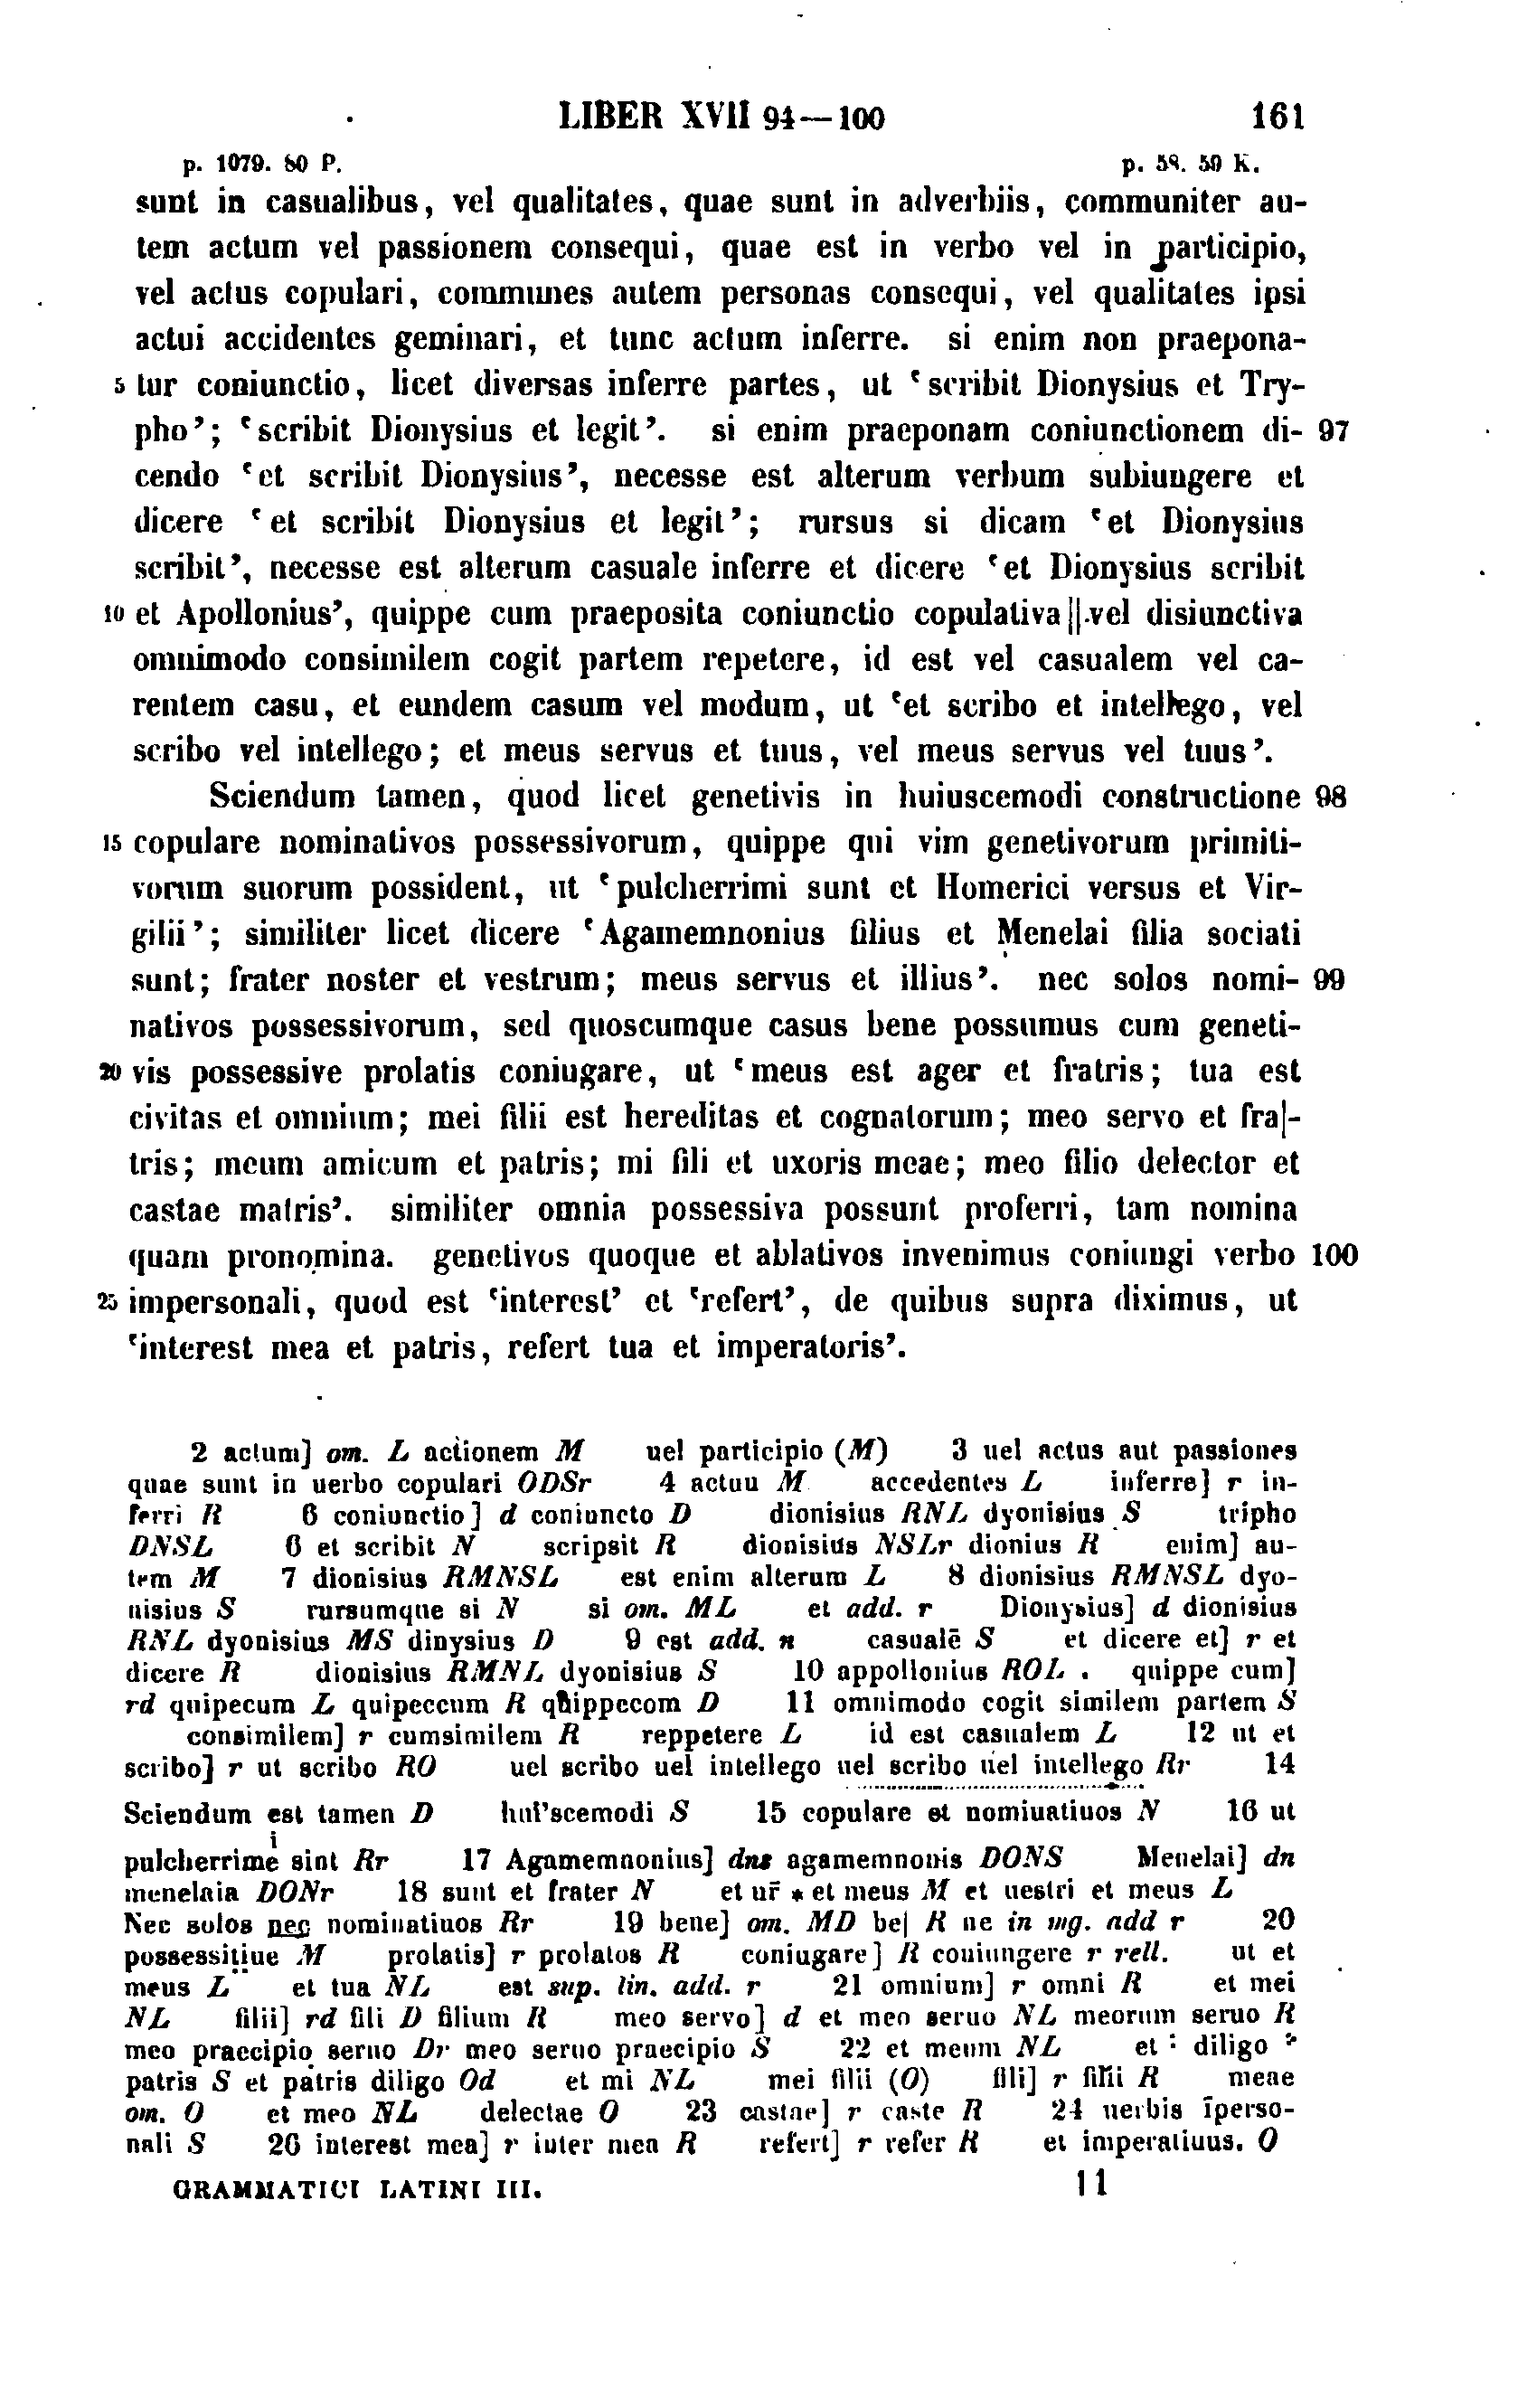 LIBER XVII 94—100 161
p. 1079. 80 P. p. 58. 59 K.
sunt in casualibus, vel qualitates, quae sunt in adverbiis, communiter au-
tem actum vel passionem consequi, quae est in verbo vel in participio,
vel actus copulari, communes autem personas consequi, vel qualitates ipsi
actui accidentes geminari, et tunc actum inferre. si enim non praepona-
5 tur coniunctio, licet diversas inferre partes, ut ‘scribit Dionysius et Try-
pho’; ‘scribit Dionysius et legit’. si enim praeponam coniunctionem di- 97
cendo ‘et scribit Dionysius’, necesse est alterum verbum subiungere et
dicere ‘et scribit Dionysius et legit’; rursus si dicam ‘et Dionysius
scribit’, necesse est alterum casuale inferre et dicere ‘et Dionysius scribit
10 et Apollonius’, quippe cum praeposita coniunctio copulativa||vel disiunctiva
omnimodo consimilem cogit partem repetere, id est vel casualem vel ca-
rentem casu, et eundem casum vel modum, ut ‘et scribo et intellego, vel
scribo vel intellego; et meus servus et tuus, vel meus servus vel tuus’.
Sciendum tamen, quod licet genetivis in huiuscemodi constructione 98
15 copulare nominativos possessivorum, quippe qui vim genetivorum primiti-
vorum suorum possident, ut ‘pulcherrimi sunt et Homerici versus et Vir-
gilii’; similiter licet dicere ‘Agamemnonius filius et Menelai filia sociati
sunt; frater noster et vestrum; meus servus et illius’. nec solos nomi- 99
nativos possessivorum, sed quoscumque casus bene possumus cum geneti-
20 vis possessive prolatis coniugare, ut ‘meus est ager et fratris; tua est
civitas et omnium; mei filii est hereditas et cognatorum; meo servo et fra|-
tris; meum amicum et patris; mi fili et uxoris meae; meo filio delector et
castae matris’. similiter omnia possessiva possunt proferri, tam nomina
quam pronomina. genetivos quoque et ablativos invenimus coniungi verbo 100
25 impersonali, quod est ‘interest’ et ‘refert’, de quibus supra diximus, ut
‘interest mea et patris, refert tua et imperatoris’.
2 actum] om. L actionem M uel participio (M) 3 uel actus aut passiones
quae sunt in uerbo copulari ODSr 4 actuu M accedentes L inferre] r in-
ferri R 5 coniunctio] d coniuncto D dionisius RNL dyonisius S tripho
DNSL 6 et scribit N scripsit R dionisius NSLr dionius R enim] au-
tem M 7 dionisius RMNSL est enim alterum L 8 dionisius RMNSL dyo-
nisius S rursumque si N si om. ML et add. r Dionysius] d dionisius
RNL dyonisius MS dinysius D 9 est add. n casualē S et dicere et] r et
dicere R dionisius RMNL dyonisius S 10 appollonius ROL . quippe cum]
rd quipecum L quipeccum R quippecom D 11 omnimodo cogit similem partem S
consimilem] r cumsimilem R reppetere L id est casualem L 12 ut et
scribo] r ut scribo RO uel scribo uel intellego uel scribo uel intellego Rr 14
Sciendum est tamen D hui’scemodi S 15 copulare et nominatiuos N 16 ut
pulcherrime sint Rr 17 Agamemnonius] dns agamemnonis DONS Menelai] dn
menelaia DONr 18 sunt et frater N et ur̄ * et meus M et uestri et meus L
Nec solos nec nominatiuos Rr 19 bene] om. MD be| R ne in mg. add r 20
possessitiue M prolatis] r prolatos R coniugare] R coniungere r rell. ut et
meus L et tua NL est sup. lin. add. r 21 omnium] r omni R et mei
NL filii] rd fili D filium R meo servo] d et meo seruo NL meorum seruo R
meo praecipio seruo Dr meo seruo praecipio S 22 et meum NL et : diligo
patris S et patris diligo Od et mi NL mei filii (O) fili] r filii R meae
om. O et meo NL delectae O 23 castae] r caste R 24 uerbis īperso-
nali S 26 interest mea] r inter mea R refert] r refer R et imperatiuus. O
GRAMMATICI LATINI III. 11